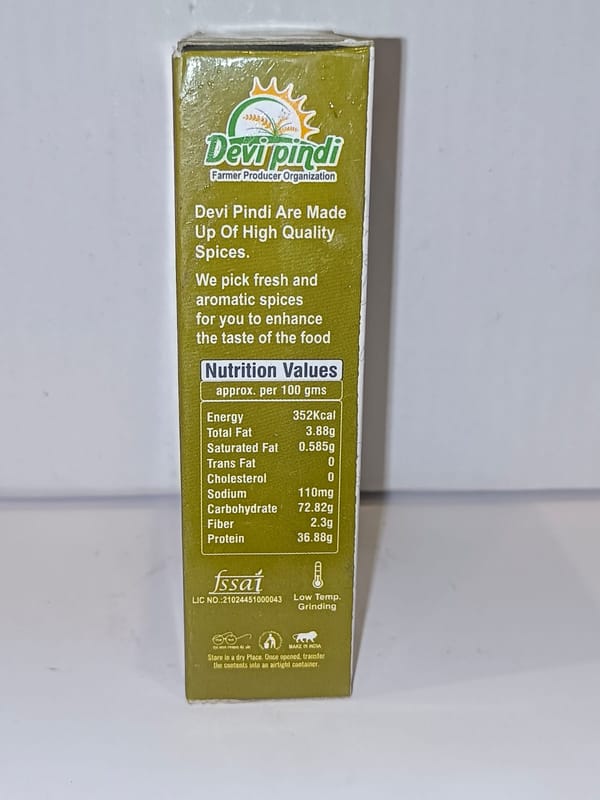 Devi pindi
Farmer Producer Organization
Devi Pindi Are Made
Up Of High Quality
Spices.
We pick fresh and
aromatic spices
for you to enhance
the taste of the food
Nutrition Values
approx. per 100 gms
Energy 352Kcal
Total Fat 3.88g
Saturated Fat 0.585g
Trans Fat 0
Cholesterol 0
Sodium 110mg
Carbohydrate 72.82g
Fiber 2.3g
Protein 36.88g
fssai
LIC NO.:21024451000043
Low Temp.
Grinding
MAKE IN INDIA
Store in a dry Place. Once opened, transfer
the contents into an airtight container.